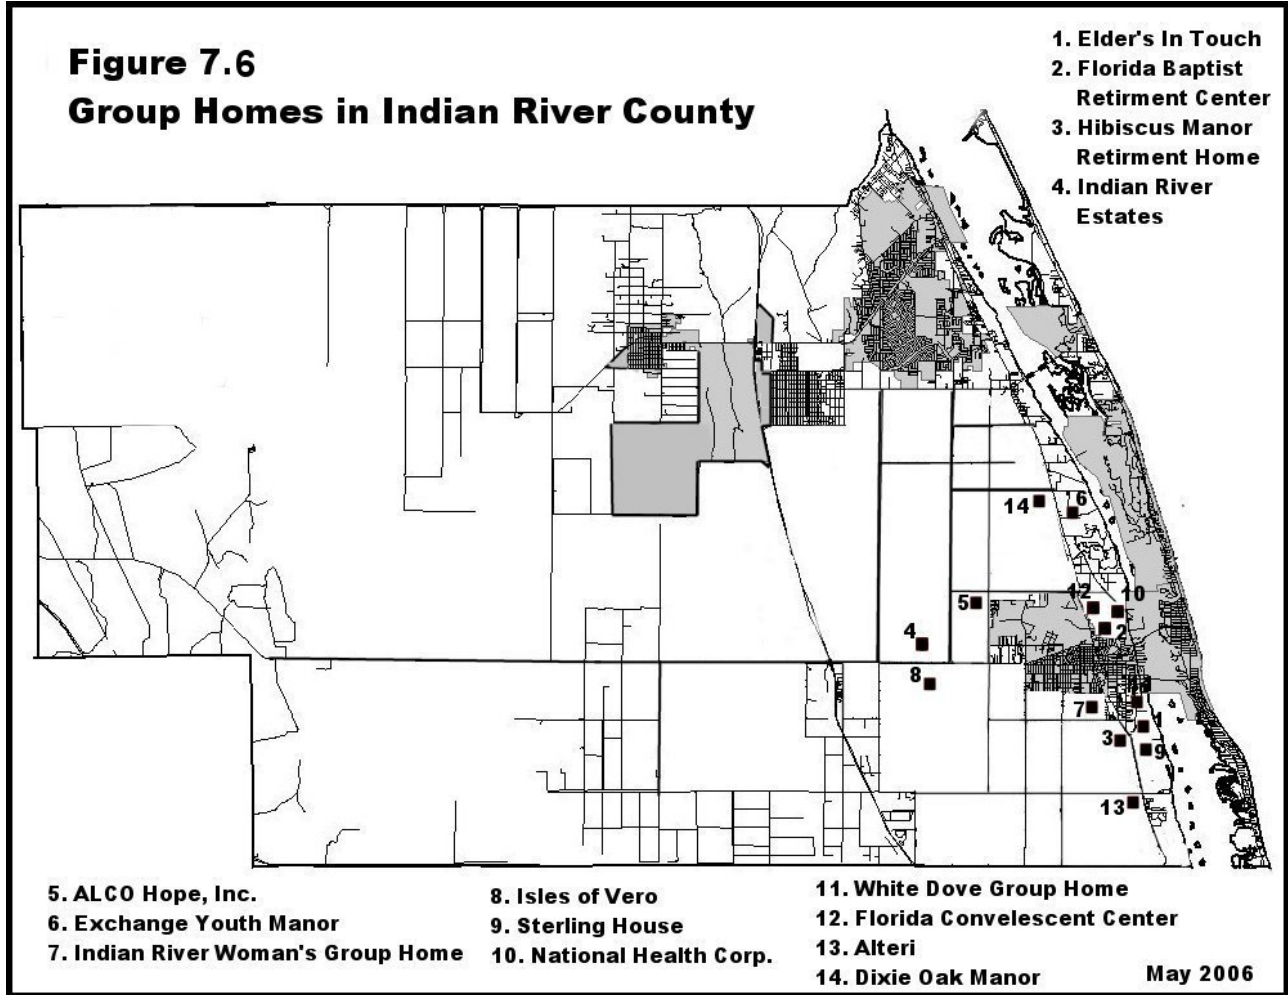 Figure 7.6
Group Homes in Indian River County
1. Elder's In Touch
2. Florida Baptist
Retirment Center
3. Hibiscus Manor
Retirment Home
4. Indian River
Estates
14
6
5
12
10
2
4
8
11
7
1
3
9
13
5. ALCO Hope, Inc.
6. Exchange Youth Manor
7. Indian River Woman's Group Home
8. Isles of Vero
9. Sterling House
10. National Health Corp.
11. White Dove Group Home
12. Florida Convelescent Center
13. Alteri
14. Dixie Oak Manor
May 2006